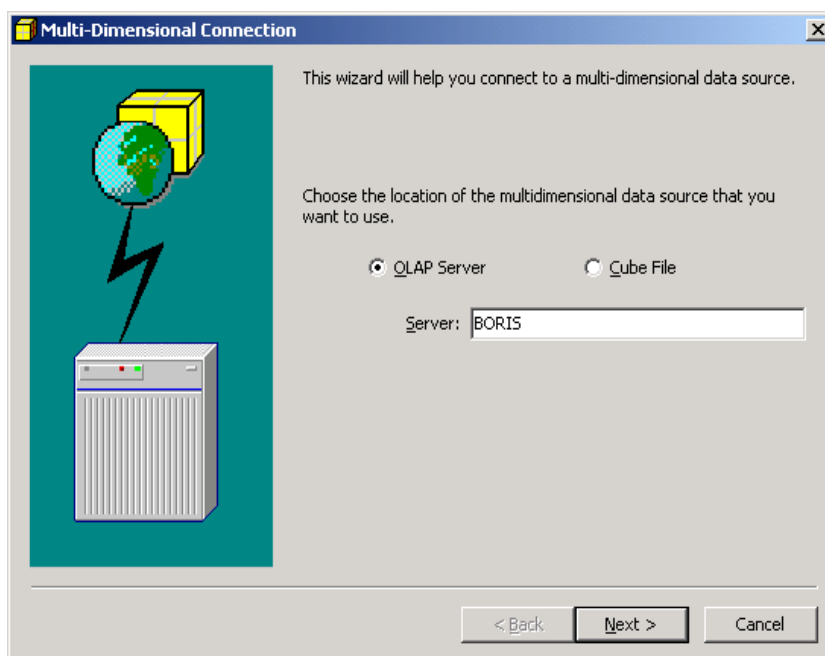 Multi-Dimensional Connection
This wizard will help you connect to a multi-dimensional data source.
Choose the location of the multidimensional data source that you
want to use.
OLAP Server Cube File
Server: BORIS
< Back Next > Cancel